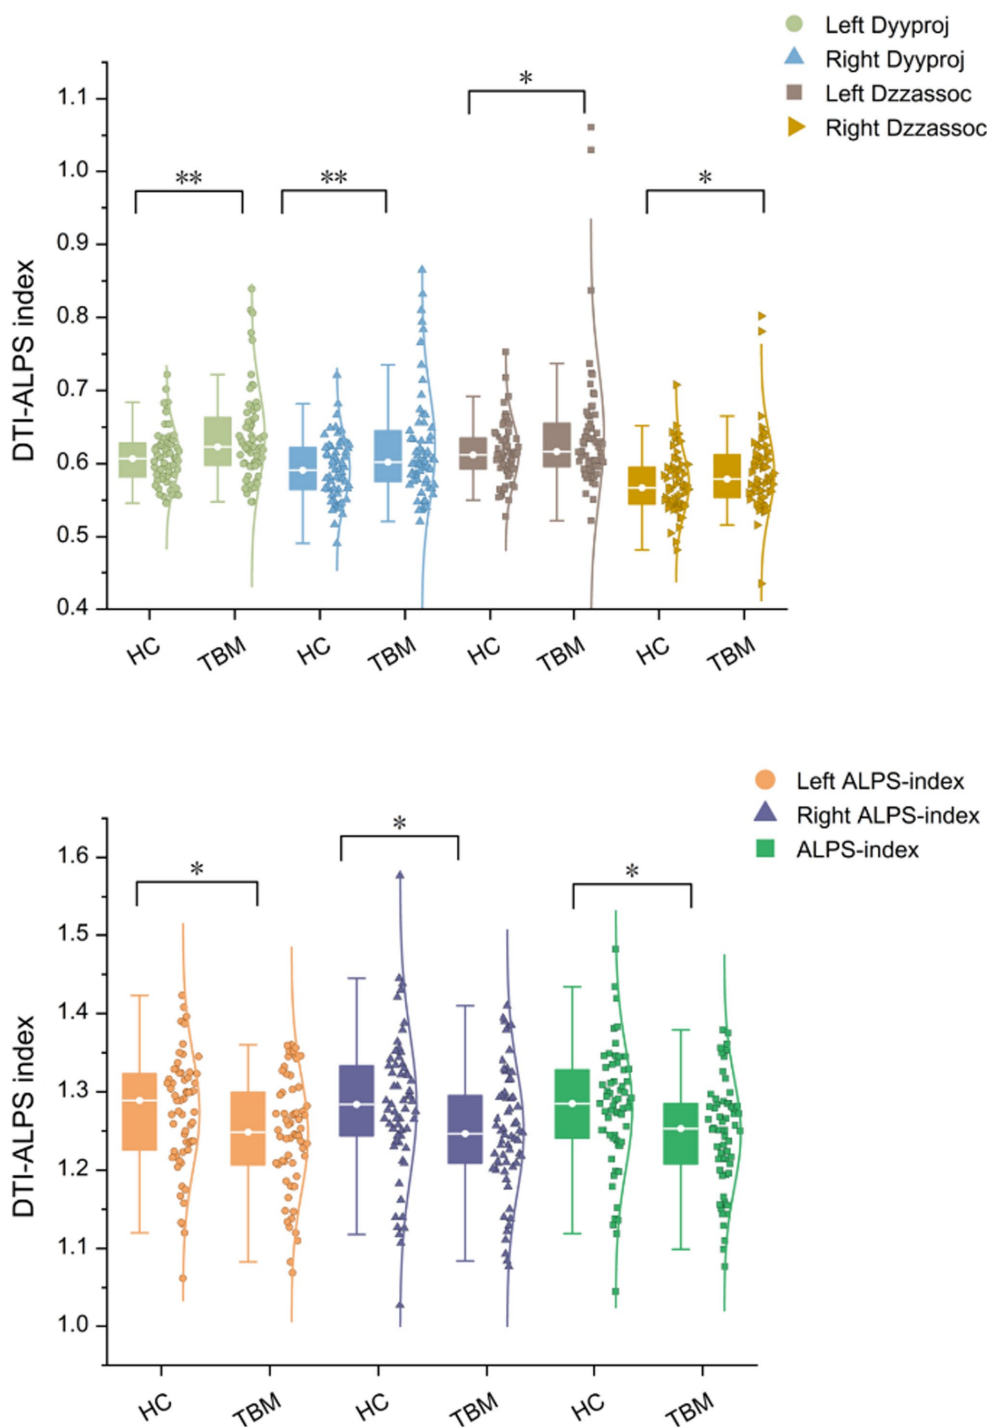 Left Dyyproj
Right Dyyproj
Left Dzzassoc
Right Dzzassoc
DTI-ALPS index
1.1
1.0
0.9
0.8
0.7
0.6
0.5
0.4
**
**
*
*
HC
TBM
HC
TBM
HC
TBM
HC
TBM
Left ALPS-index
Right ALPS-index
ALPS-index
DTI-ALPS index
1.6
1.5
1.4
1.3
1.2
1.1
1.0
*
*
*
HC
TBM
HC
TBM
HC
TBM